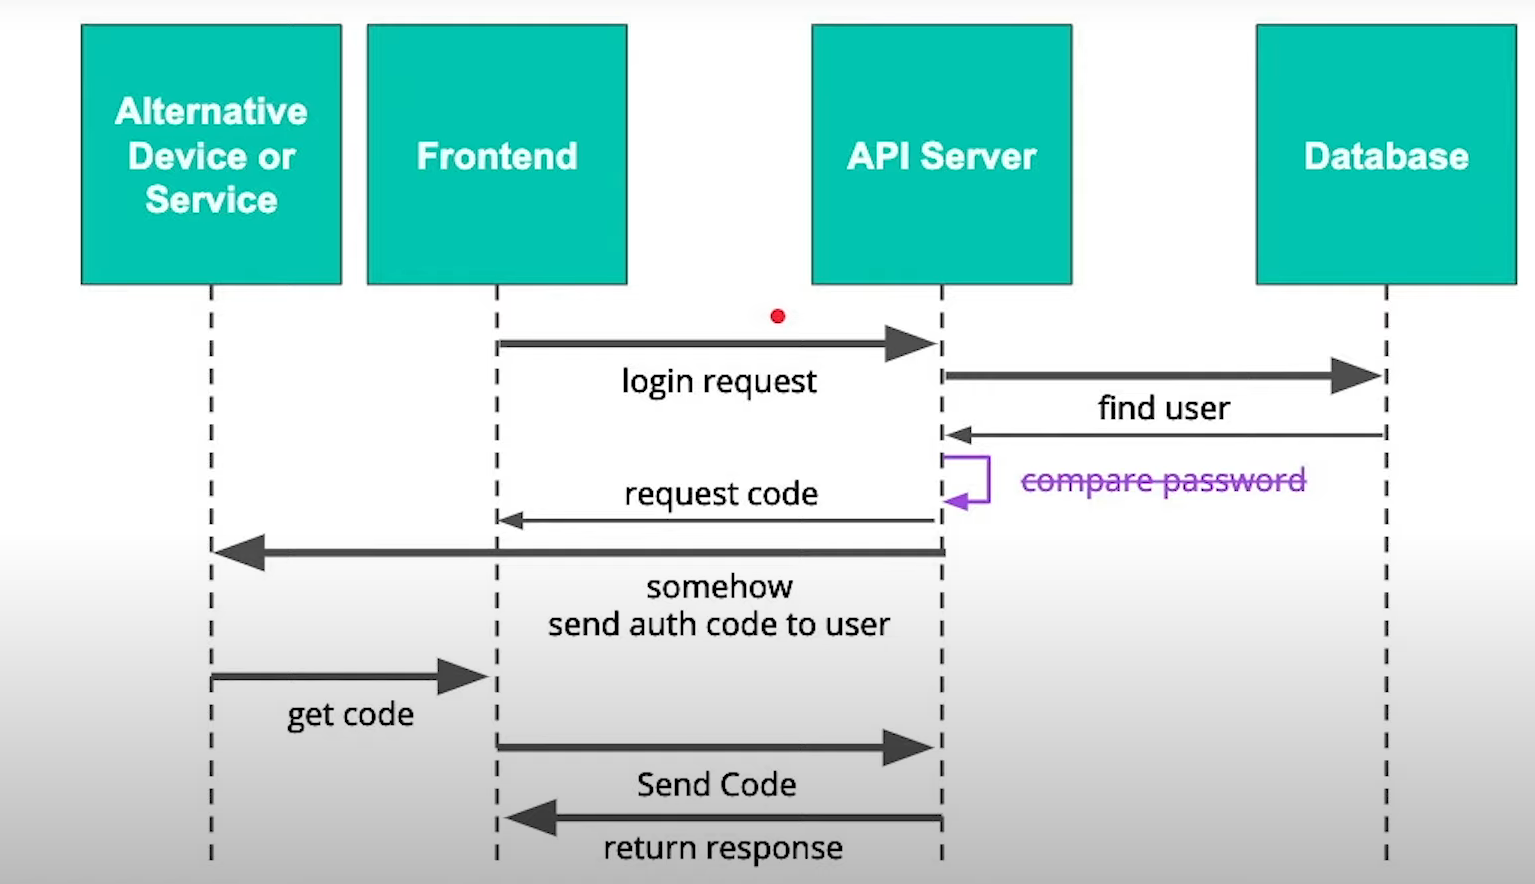 Alternative
Device or
Service
Frontend
API Server
Database
login request
find user
compare password
request code
somehow
send auth code to user
get code
Send Code
return response